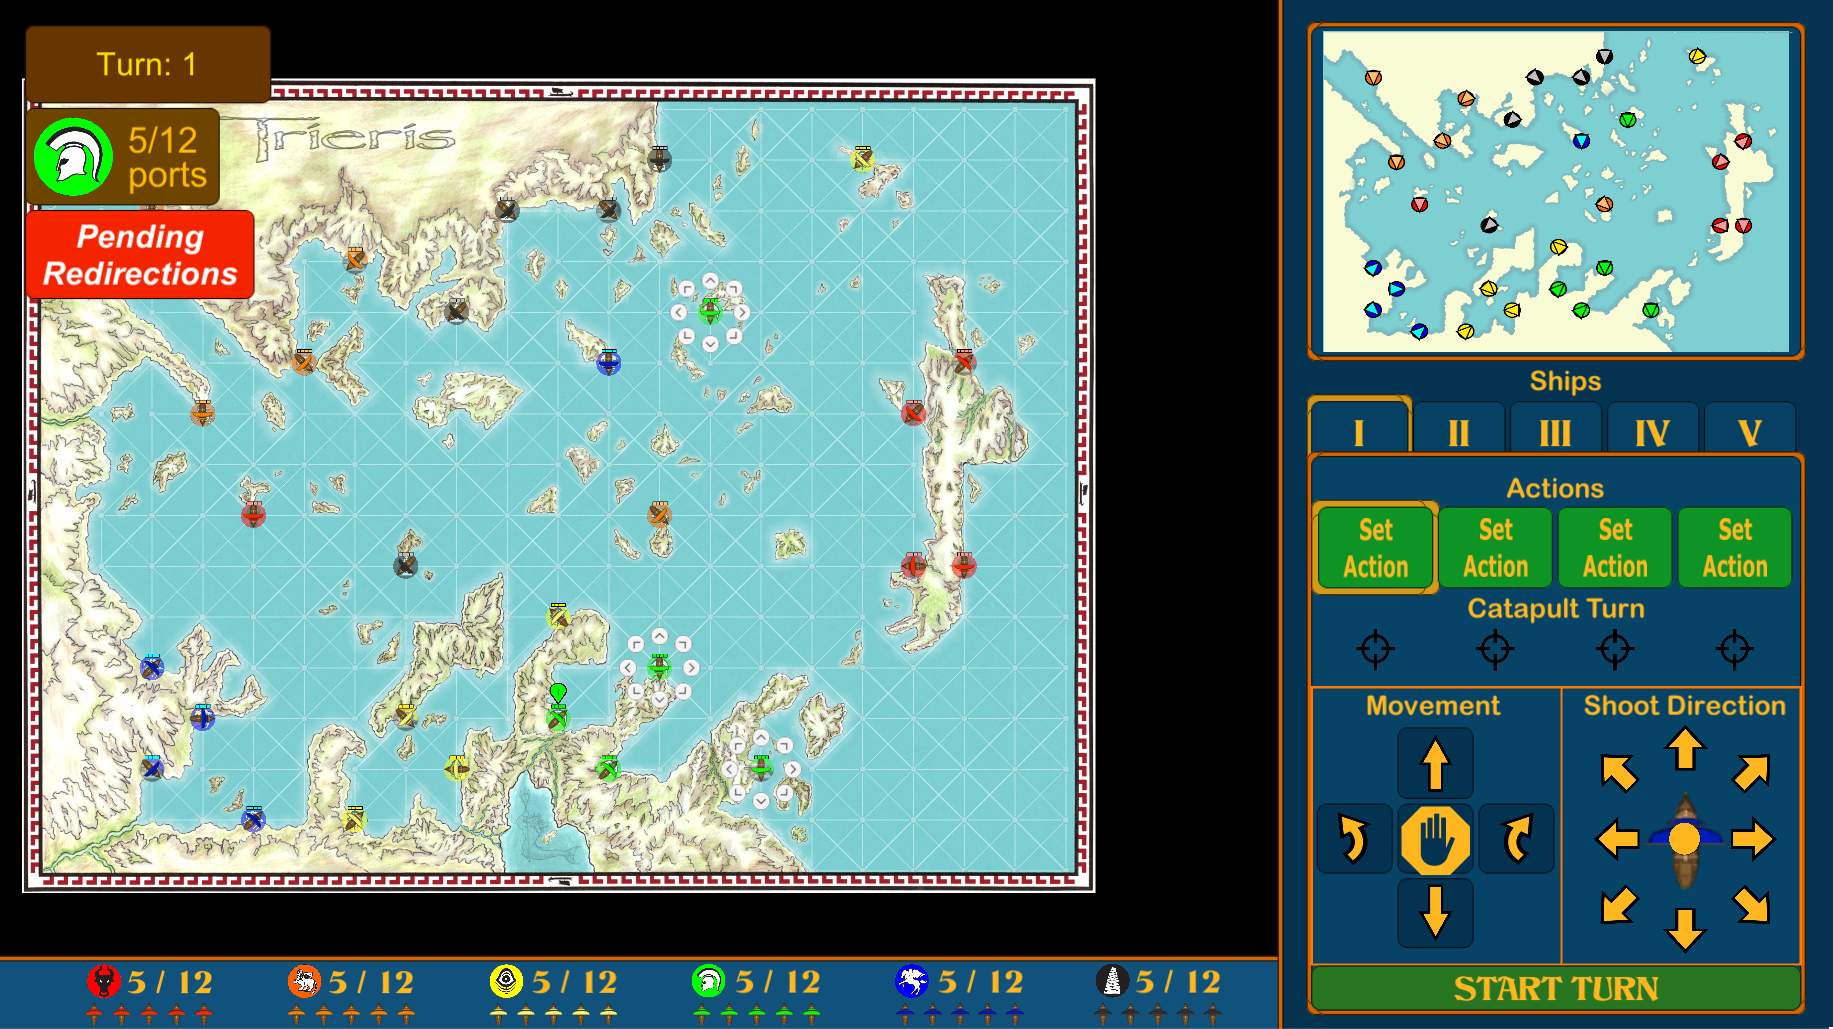 Turn: 1
5/12
ports
Pending
Redirections
Trieris
Ships
I II III IV V
Actions
Set Action Set Action Set Action Set Action
Catapult Turn
Movement Shoot Direction
START TURN
5 / 12 5 / 12 5 / 12 5 / 12 5 / 12 5 / 12